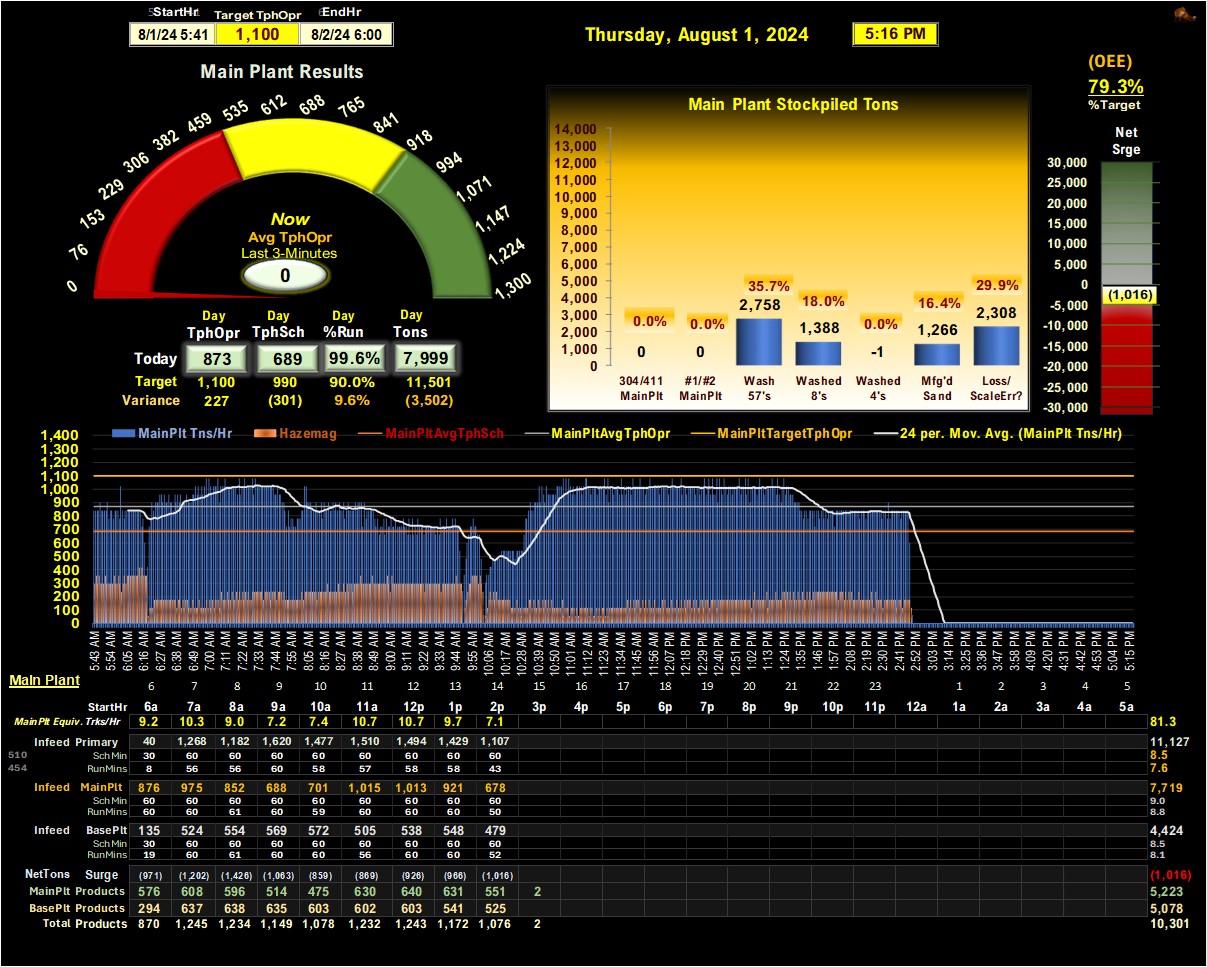 StartHr Target TphOpr EndHr
8/1/24 5:41 1,100 8/2/24 6:00
Thursday, August 1, 2024 5:16 PM
Main Plant Results
0 76 153 229 306 382 459 535 612 688 765 841 918 994 1,071 1,147 1,224 1,300
Now
Avg TphOpr
Last 3-Minutes
0
Day Day Day Day
TphOpr TphSch %Run Tons
Today 873 689 99.6% 7,999
Target 1,100 990 90.0% 11,501
Variance 227 (301) 9.6% (3,502)
Main Plant Stockpiled Tons
14,000
13,000
12,000
11,000
10,000
9,000
8,000
7,000
6,000
5,000
4,000
3,000
2,000
1,000
0
0.0% 0.0% 35.7% 18.0% 0.0% 16.4% 29.9%
0 0 2,758 1,388 -1 1,266 2,308
304/411 #1/#2 Wash Washed Washed Mfg'd Loss/
MainPlt MainPlt 57's 8's 4's Sand ScaleErr?
(OEE)
79.3%
%Target
Net
Srge
30,000
25,000
20,000
15,000
10,000
5,000
0
(1,016)
-5,000
-10,000
-15,000
-20,000
-25,000
-30,000
MainPlt Tns/Hr Hazemag MainPltAvgTphSch MainPltAvgTphOpr MainPltTargetTphOpr 24 per. Mov. Avg. (MainPlt Tns/Hr)
1,400
1,300
1,200
1,100
1,000
900
800
700
600
500
400
300
200
100
0
5:43 AM 5:54 AM 6:05 AM 6:16 AM 6:27 AM 6:38 AM 6:49 AM 7:00 AM 7:11 AM 7:22 AM 7:33 AM 7:44 AM 7:55 AM 8:05 AM 8:16 AM 8:27 AM 8:38 AM 8:49 AM 9:00 AM 9:11 AM 9:22 AM 9:33 AM 9:44 AM 9:55 AM 10:06 AM 10:17 AM 10:28 AM 10:39 AM 10:50 AM 11:01 AM 11:12 AM 11:23 AM 11:34 AM 11:45 AM 11:56 AM 12:07 PM 12:18 PM 12:29 PM 12:40 PM 12:51 PM 1:02 PM 1:13 PM 1:24 PM 1:35 PM 1:46 PM 1:57 PM 2:08 PM 2:19 PM 2:30 PM 2:41 PM 2:52 PM 3:03 PM 3:14 PM 3:25 PM 3:36 PM 3:47 PM 3:58 PM 4:09 PM 4:20 PM 4:31 PM 4:42 PM 4:53 PM 5:04 PM 5:15 PM
Main Plant
6 7 8 9 10 11 12 13 14 15 16 17 18 19 20 21 22 23 1 2 3 4 5
StartHr 6a 7a 8a 9a 10a 11a 12p 1p 2p 3p 4p 5p 6p 7p 8p 9p 10p 11p 12a 1a 2a 3a 4a 5a
MainPlt Equiv. Trks/Hr 9.2 10.3 9.0 7.2 7.4 10.7 10.7 9.7 7.1 81.3
Infeed Primary 40 1,268 1,182 1,620 1,477 1,510 1,494 1,429 1,107 11,127
510 SchMin 30 60 60 60 60 60 60 60 60 8.5
454 RunMins 8 56 56 60 58 57 58 58 43 7.6
Infeed MainPlt 876 975 852 688 701 1,015 1,013 921 678 7,719
SchMin 60 60 60 60 60 60 60 60 60 9.0
RunMins 60 60 61 60 59 60 60 60 50 8.8
Infeed BasePlt 135 524 554 569 572 505 538 548 479 4,424
SchMin 30 60 60 60 60 60 60 60 60 8.5
RunMins 19 60 61 60 60 56 60 60 52 8.1
NetTons Surge (971) (1,202) (1,426) (1,063) (859) (869) (926) (966) (1,016) (1,016)
MainPlt Products 576 608 596 514 475 630 640 631 551 2 5,223
BasePlt Products 294 637 638 635 603 602 603 541 525 5,078
Total Products 870 1,245 1,234 1,149 1,078 1,232 1,243 1,172 1,076 2 10,301